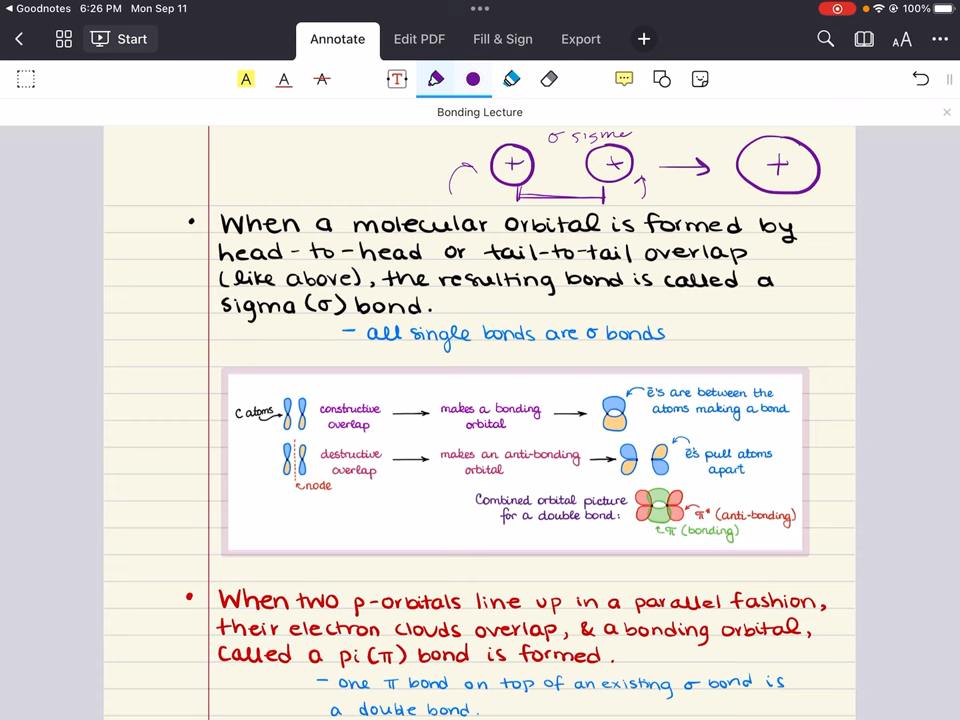 Goodnotes 6:26 PM Mon Sep 11 100%
Start
Annotate Edit PDF Fill & Sign Export
Bonding Lecture
σ sigma
+ + → +
• When a molecular orbital is formed by
head-to-head or tail-to-tail overlap
(like above), the resulting bond is called a
sigma (σ) bond.
- all single bonds are σ bonds
C atoms constructive overlap → makes a bonding orbital → ē's are between the atoms making a bond
destructive overlap → makes an anti-bonding orbital → ē's pull atoms apart
node
Combined orbital picture
for a double bond:
π* (anti-bonding)
π (bonding)
• When two p-orbitals line up in a parallel fashion,
their electron clouds overlap, & a bonding orbital,
called a pi (π) bond is formed.
- one π bond on top of an existing σ bond is
a double bond.